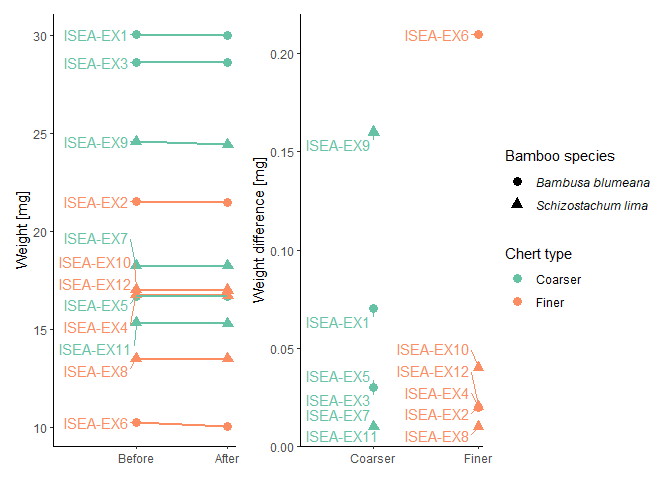 Weight [mg]
30
25
20
15
10
ISEA-EX1
ISEA-EX3
ISEA-EX9
ISEA-EX2
ISEA-EX7
ISEA-EX10
ISEA-EX12
ISEA-EX5
ISEA-EX4
ISEA-EX11
ISEA-EX8
ISEA-EX6
Before After
Weight difference [mg]
0.20
0.15
0.10
0.05
0.00
ISEA-EX6
ISEA-EX9
ISEA-EX1
ISEA-EX10
ISEA-EX5
ISEA-EX12
ISEA-EX4
ISEA-EX3
ISEA-EX7
ISEA-EX2
ISEA-EX11
ISEA-EX8
Coarser Finer
Bamboo species
Bambusa blumeana
Schizostachum lima
Chert type
Coarser
Finer